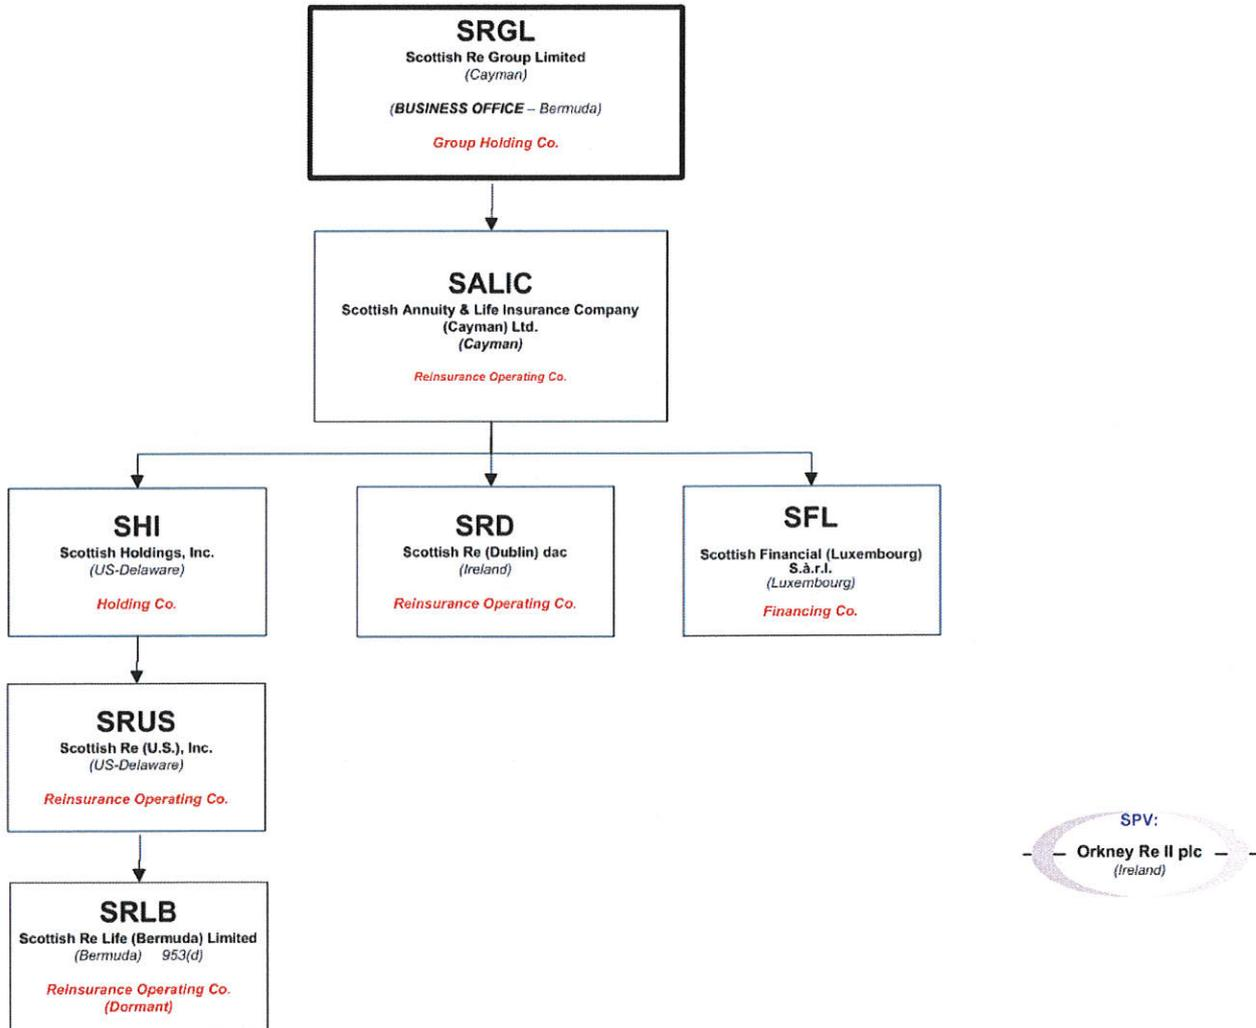 SRGL
Scottish Re Group Limited
(Cayman)
(BUSINESS OFFICE – Bermuda)
Group Holding Co.
SALIC
Scottish Annuity & Life Insurance Company
(Cayman) Ltd.
(Cayman)
Reinsurance Operating Co.
SHI
Scottish Holdings, Inc.
(US-Delaware)
Holding Co.
SRD
Scottish Re (Dublin) dac
(Ireland)
Reinsurance Operating Co.
SFL
Scottish Financial (Luxembourg)
S.à.r.l.
(Luxembourg)
Financing Co.
SRUS
Scottish Re (U.S.), Inc.
(US-Delaware)
Reinsurance Operating Co.
SRLB
Scottish Re Life (Bermuda) Limited
(Bermuda) 953(d)
Reinsurance Operating Co.
(Dormant)
SPV:
Orkney Re II plc
(Ireland)